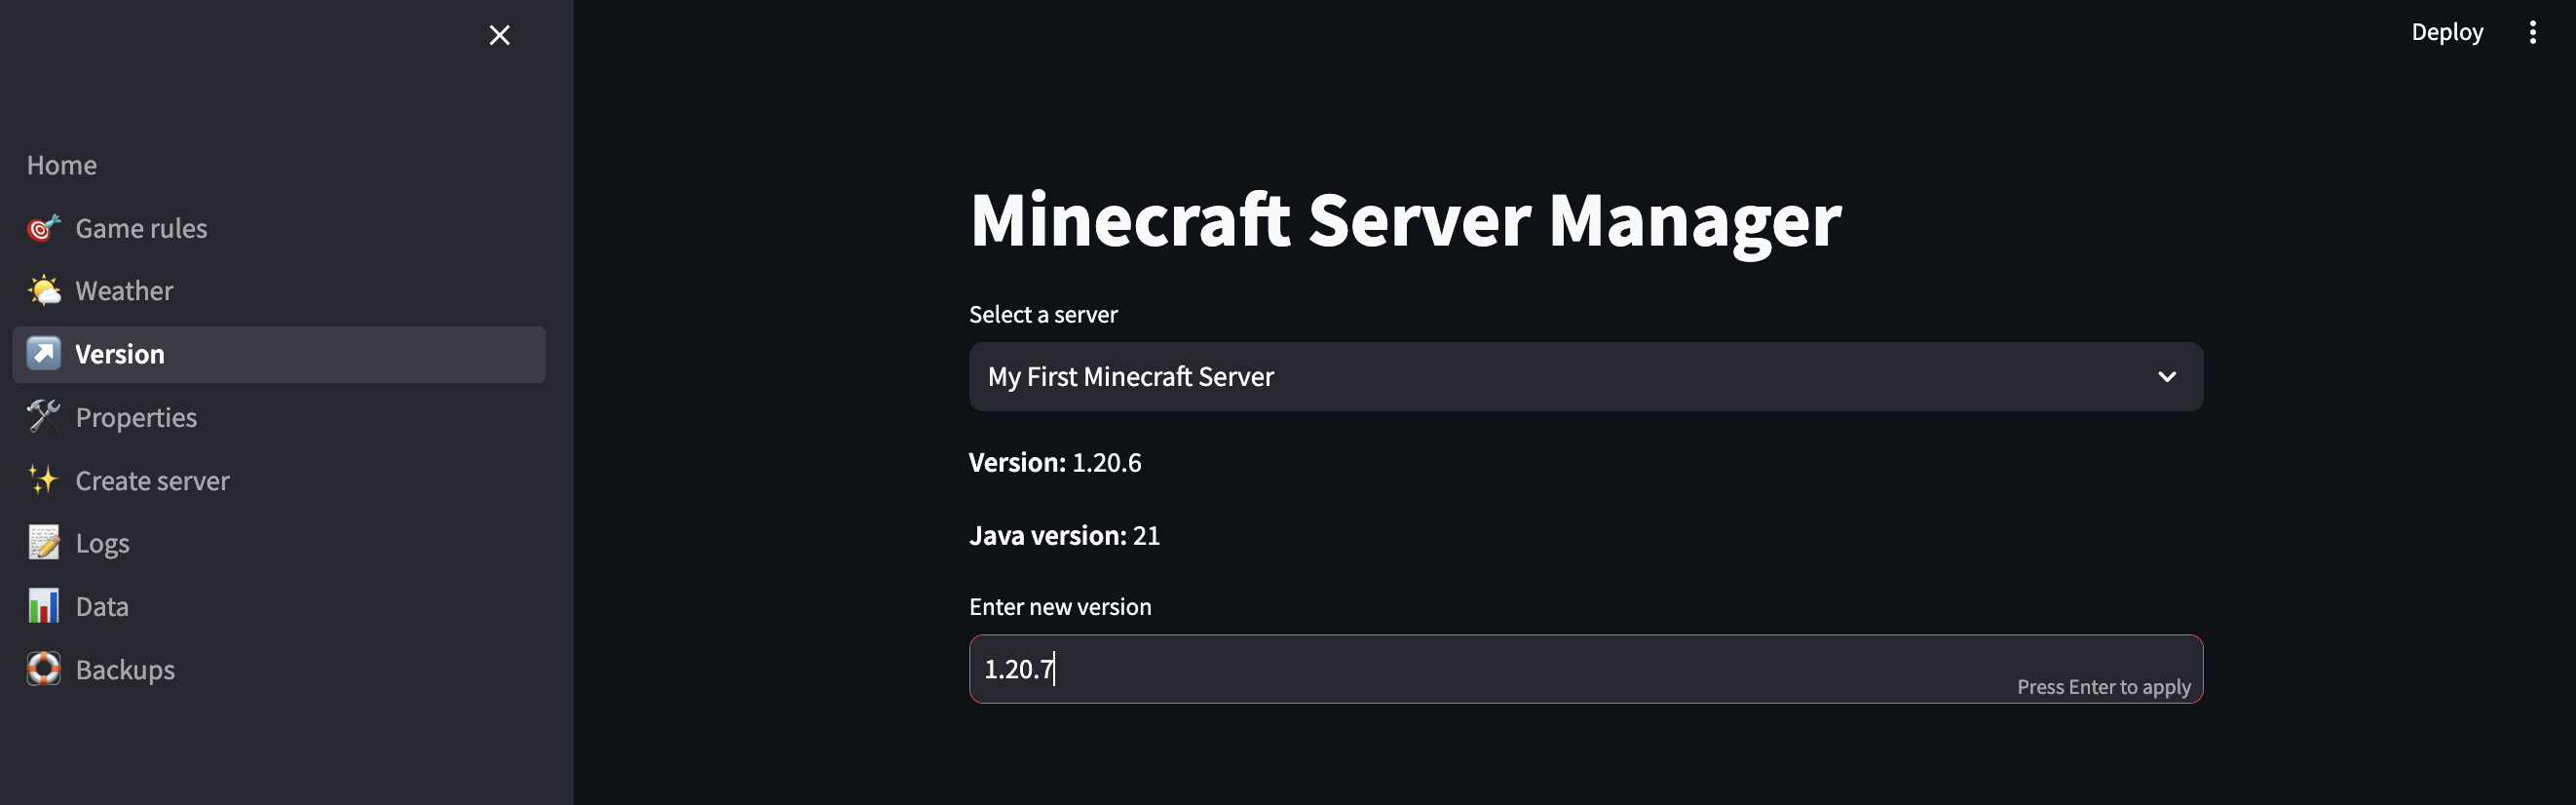 Deploy
Home
Game rules
Weather
Version
Properties
Create server
Logs
Data
Backups
Minecraft Server Manager
Select a server
My First Minecraft Server
Version: 1.20.6
Java version: 21
Enter new version
1.20.7
Press Enter to apply